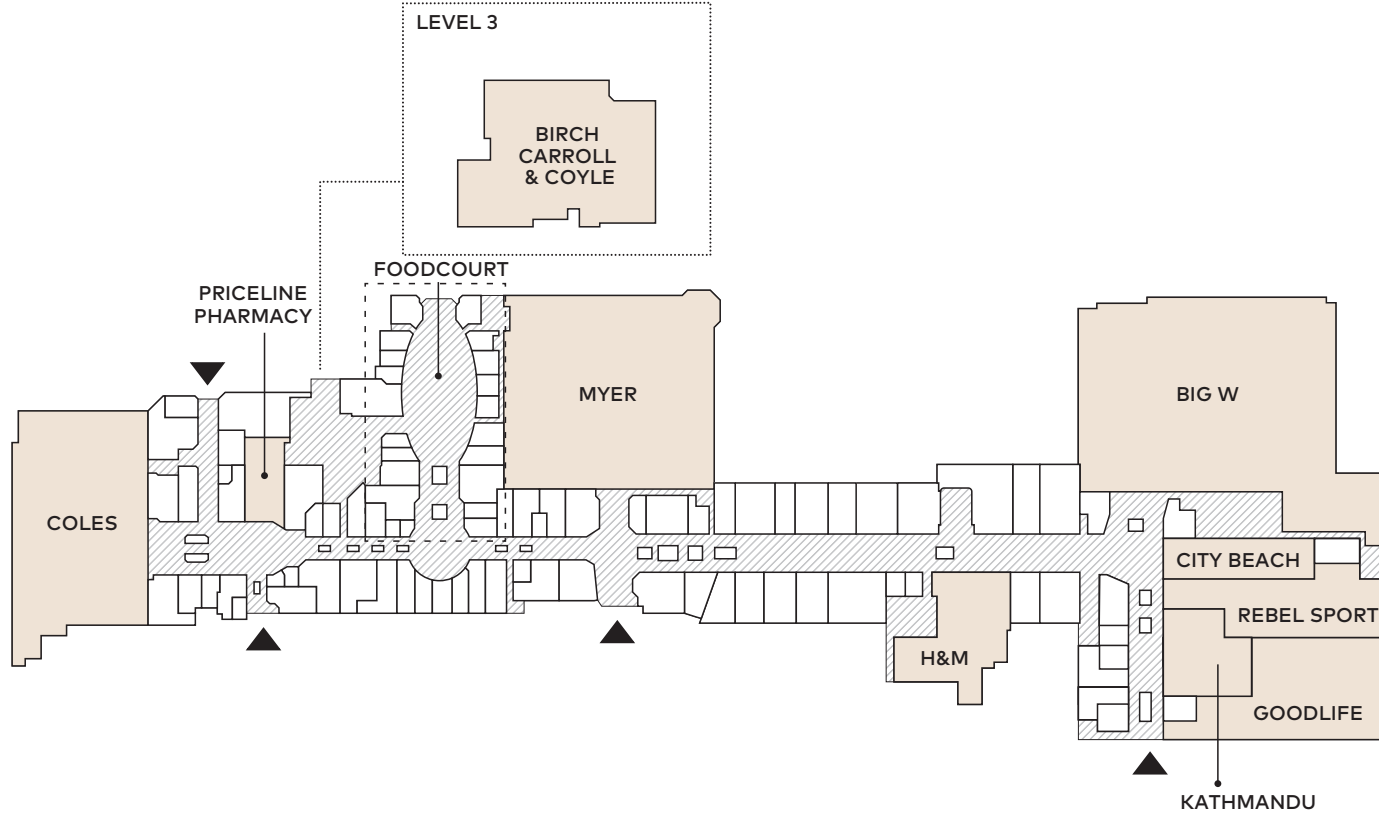 LEVEL 3
BIRCH
CARROLL
& COYLE
FOODCOURT
PRICELINE
PHARMACY
MYER
BIG W
COLES
CITY BEACH
REBEL SPORT
H&M
GOODLIFE
KATHMANDU